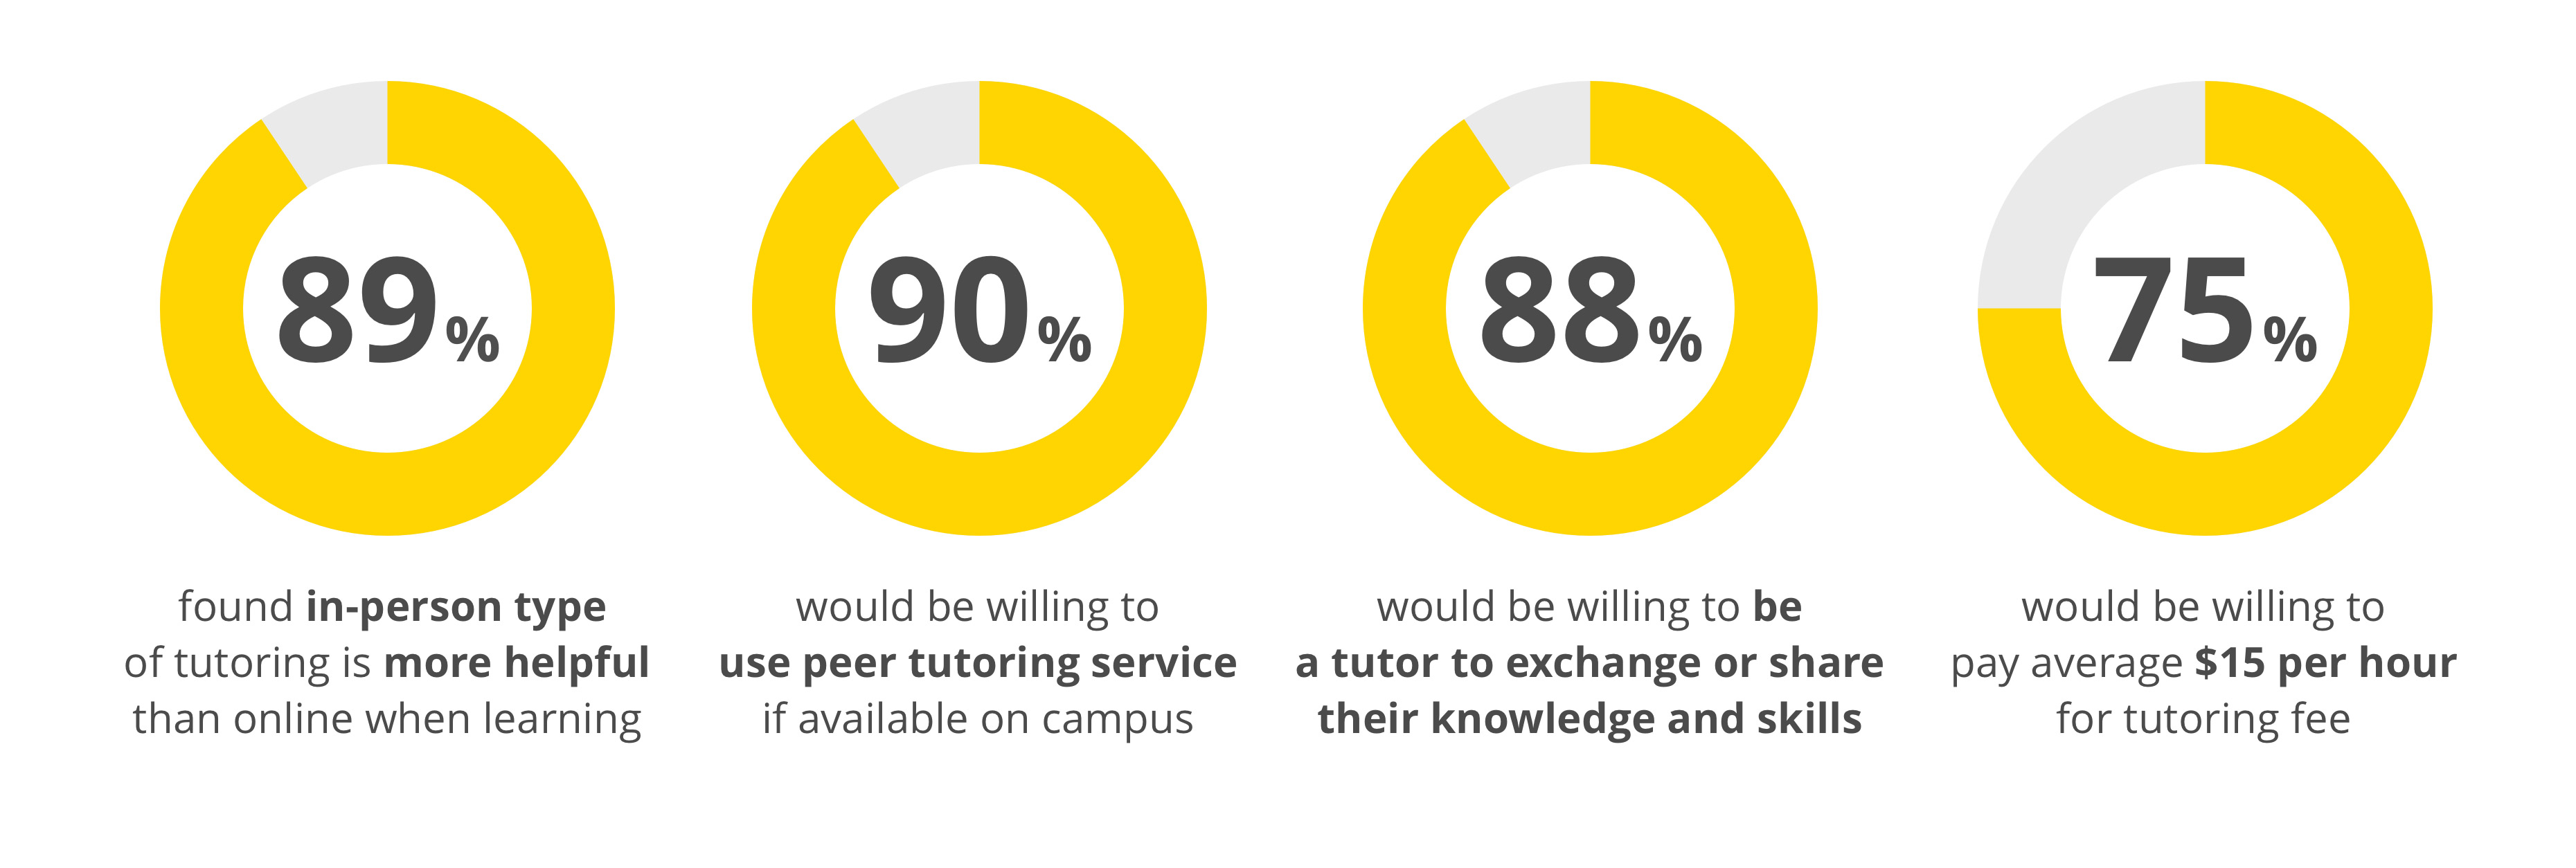 89%
found in-person type
of tutoring is more helpful
than online when learning
90%
would be willing to
use peer tutoring service
if available on campus
88%
would be willing to be
a tutor to exchange or share
their knowledge and skills
75%
would be willing to
pay average $15 per hour
for tutoring fee